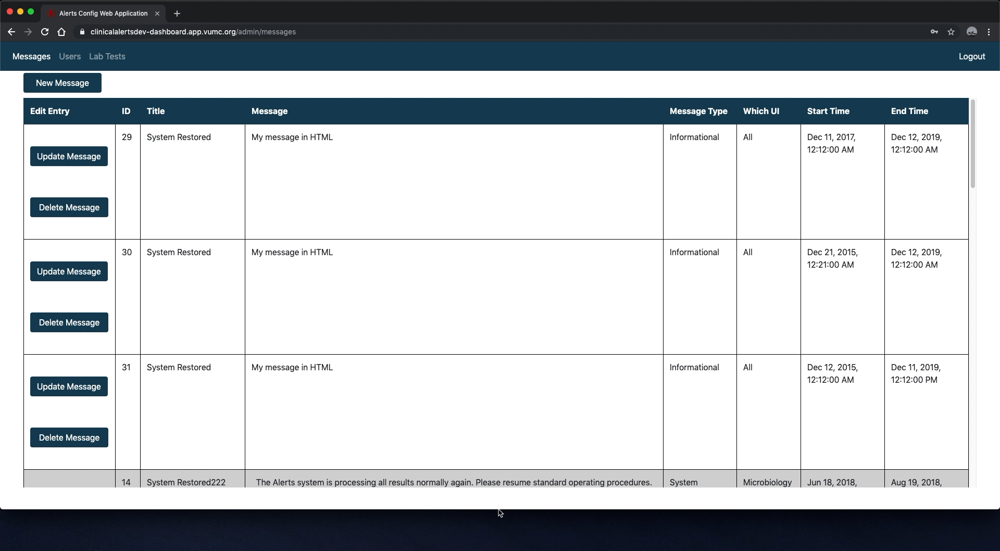 Alerts Config Web Application
clinicalalertsdev-dashboard.app.vumc.org/admin/messages
Messages Users Lab Tests Logout
New Message
Edit Entry ID Title Message Message Type Which UI Start Time End Time
29 System Restored My message in HTML Informational All Dec 11, 2017, Dec 12, 2019,
12:12:00 AM 12:12:00 AM
Update Message
Delete Message
30 System Restored My message in HTML Informational All Dec 21, 2015, Dec 12, 2019,
12:21:00 AM 12:12:00 AM
Update Message
Delete Message
31 System Restored My message in HTML Informational All Dec 12, 2015, Dec 11, 2019,
12:12:00 AM 12:12:00 PM
Update Message
Delete Message
14 System Restored222 The Alerts system is processing all results normally again. Please resume standard operating procedures. System Microbiology Jun 18, 2018, Aug 19, 2018,